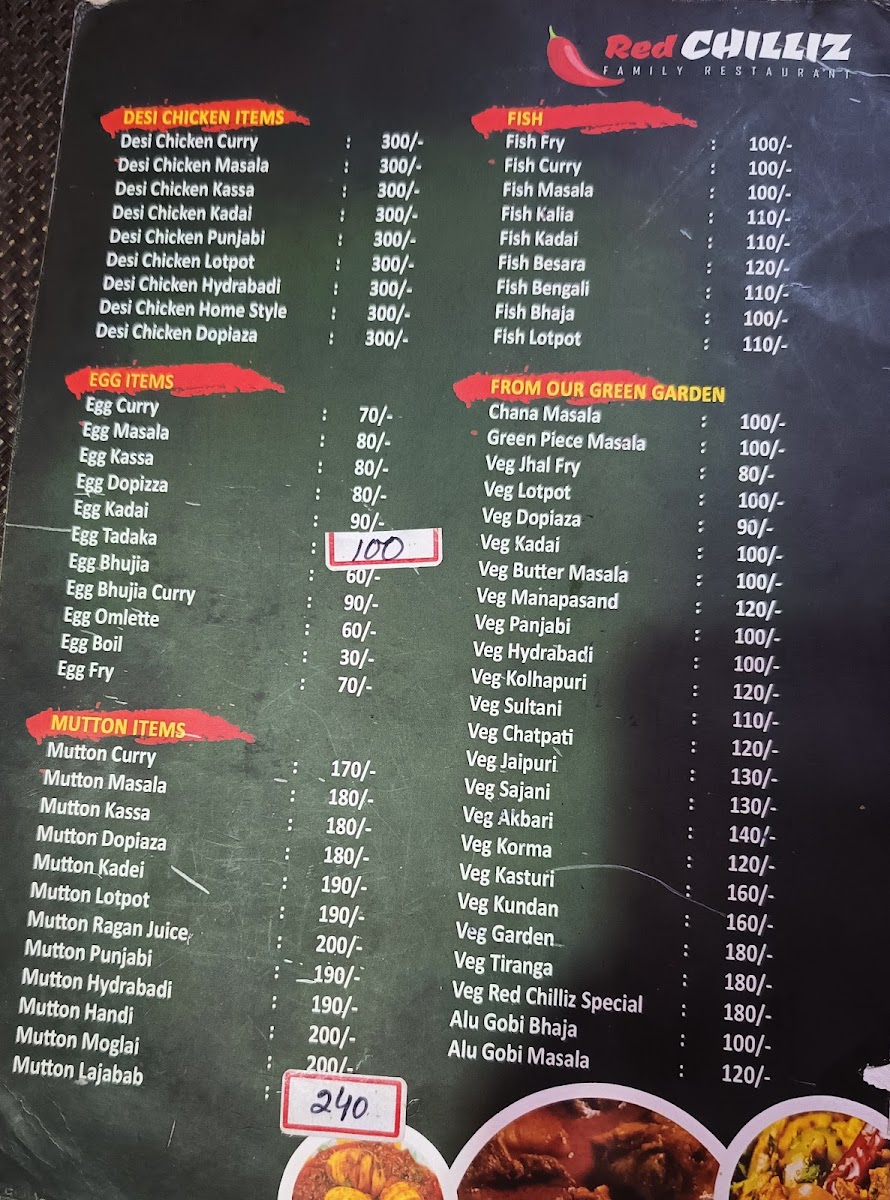 Red CHILLIZ
FAMILY RESTAURANT
DESI CHICKEN ITEMS
Desi Chicken Curry : 300/-
Desi Chicken Masala : 300/-
Desi Chicken Kassa : 300/-
Desi Chicken Kadai : 300/-
Desi Chicken Punjabi : 300/-
Desi Chicken Lotpot : 300/-
Desi Chicken Hydrabadi : 300/-
Desi Chicken Home Style : 300/-
Desi Chicken Dopiaza : 300/-
EGG ITEMS
Egg Curry : 70/-
Egg Masala : 80/-
Egg Kassa : 80/-
Egg Dopizza : 80/-
Egg Kadai : 90/-
Egg Tadaka : 100
Egg Bhujia : 60/-
Egg Bhujia Curry : 90/-
Egg Omlette : 60/-
Egg Boil : 30/-
Egg Fry : 70/-
MUTTON ITEMS
Mutton Curry : 170/-
Mutton Masala : 180/-
Mutton Kassa : 180/-
Mutton Dopiaza : 180/-
Mutton Kadei : 190/-
Mutton Lotpot : 190/-
Mutton Ragan Juice : 200/-
Mutton Punjabi : 190/-
Mutton Hydrabadi : 190/-
Mutton Handi : 200/-
Mutton Moglai : 200/-
Mutton Lajabab : 240
FISH
Fish Fry : 100/-
Fish Curry : 100/-
Fish Masala : 100/-
Fish Kalia : 110/-
Fish Kadai : 110/-
Fish Besara : 120/-
Fish Bengali : 110/-
Fish Bhaja : 100/-
Fish Lotpot : 110/-
FROM OUR GREEN GARDEN
Chana Masala : 100/-
Green Piece Masala : 100/-
Veg Jhal Fry : 80/-
Veg Lotpot : 100/-
Veg Dopiaza : 90/-
Veg Kadai : 100/-
Veg Butter Masala : 100/-
Veg Manapasand : 120/-
Veg Panjabi : 100/-
Veg Hydrabadi : 100/-
Veg Kolhapuri : 120/-
Veg Sultani : 110/-
Veg Chatpati : 120/-
Veg Jaipuri : 130/-
Veg Sajani : 130/-
Veg Akbari : 140/-
Veg Korma : 120/-
Veg Kasturi : 160/-
Veg Kundan : 160/-
Veg Garden : 180/-
Veg Tiranga : 180/-
Veg Red Chilliz Special : 180/-
Alu Gobi Bhaja : 100/-
Alu Gobi Masala : 120/-